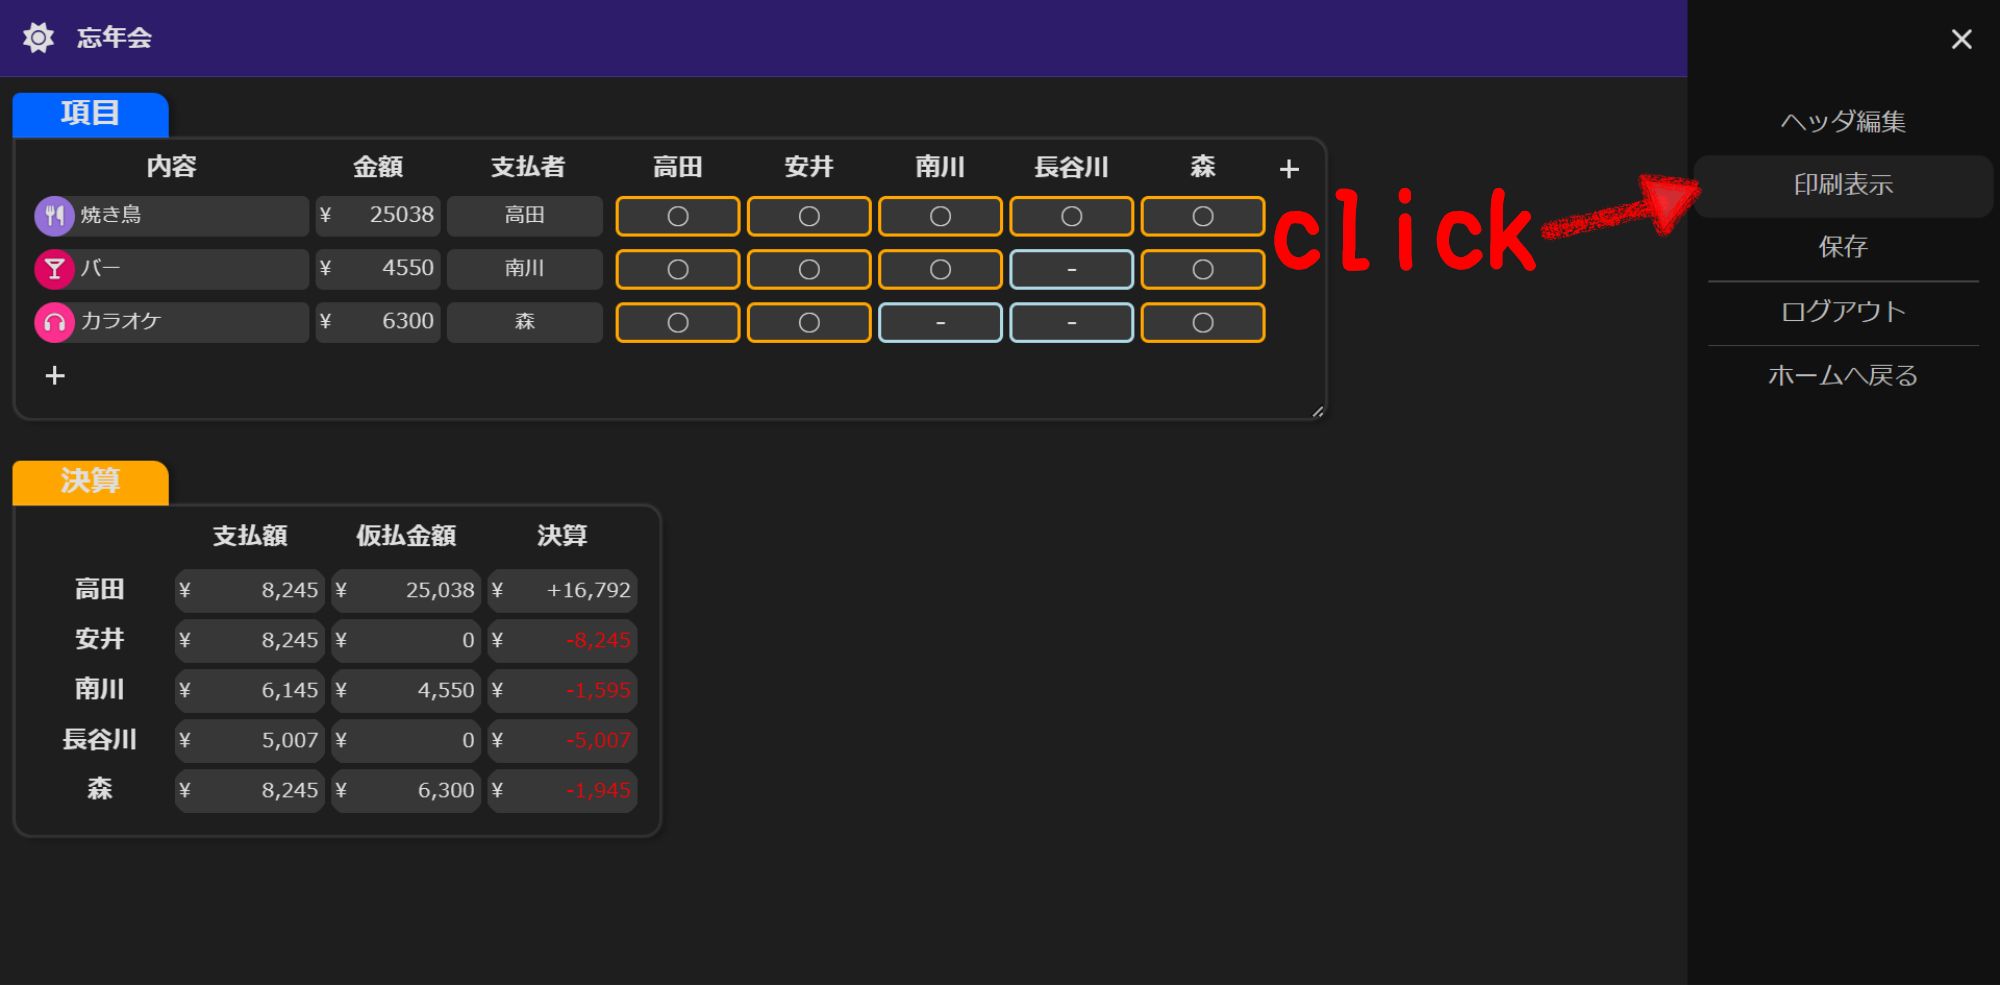 忘年会
項目
内容 金額 支払者 高田 安井 南川 長谷川 森 +
焼き鳥 ¥ 25038 高田 ○ ○ ○ ○ ○
バー ¥ 4550 南川 ○ ○ ○ - ○
カラオケ ¥ 6300 森 ○ ○ - - ○
+
click
決算
支払額 仮払金額 決算
高田 ¥ 8,245 ¥ 25,038 ¥ +16,792
安井 ¥ 8,245 ¥ 0 ¥ -8,245
南川 ¥ 6,145 ¥ 4,550 ¥ -1,595
長谷川 ¥ 5,007 ¥ 0 ¥ -5,007
森 ¥ 8,245 ¥ 6,300 ¥ -1,945
ヘッダ編集
印刷表示
保存
ログアウト
ホームへ戻る